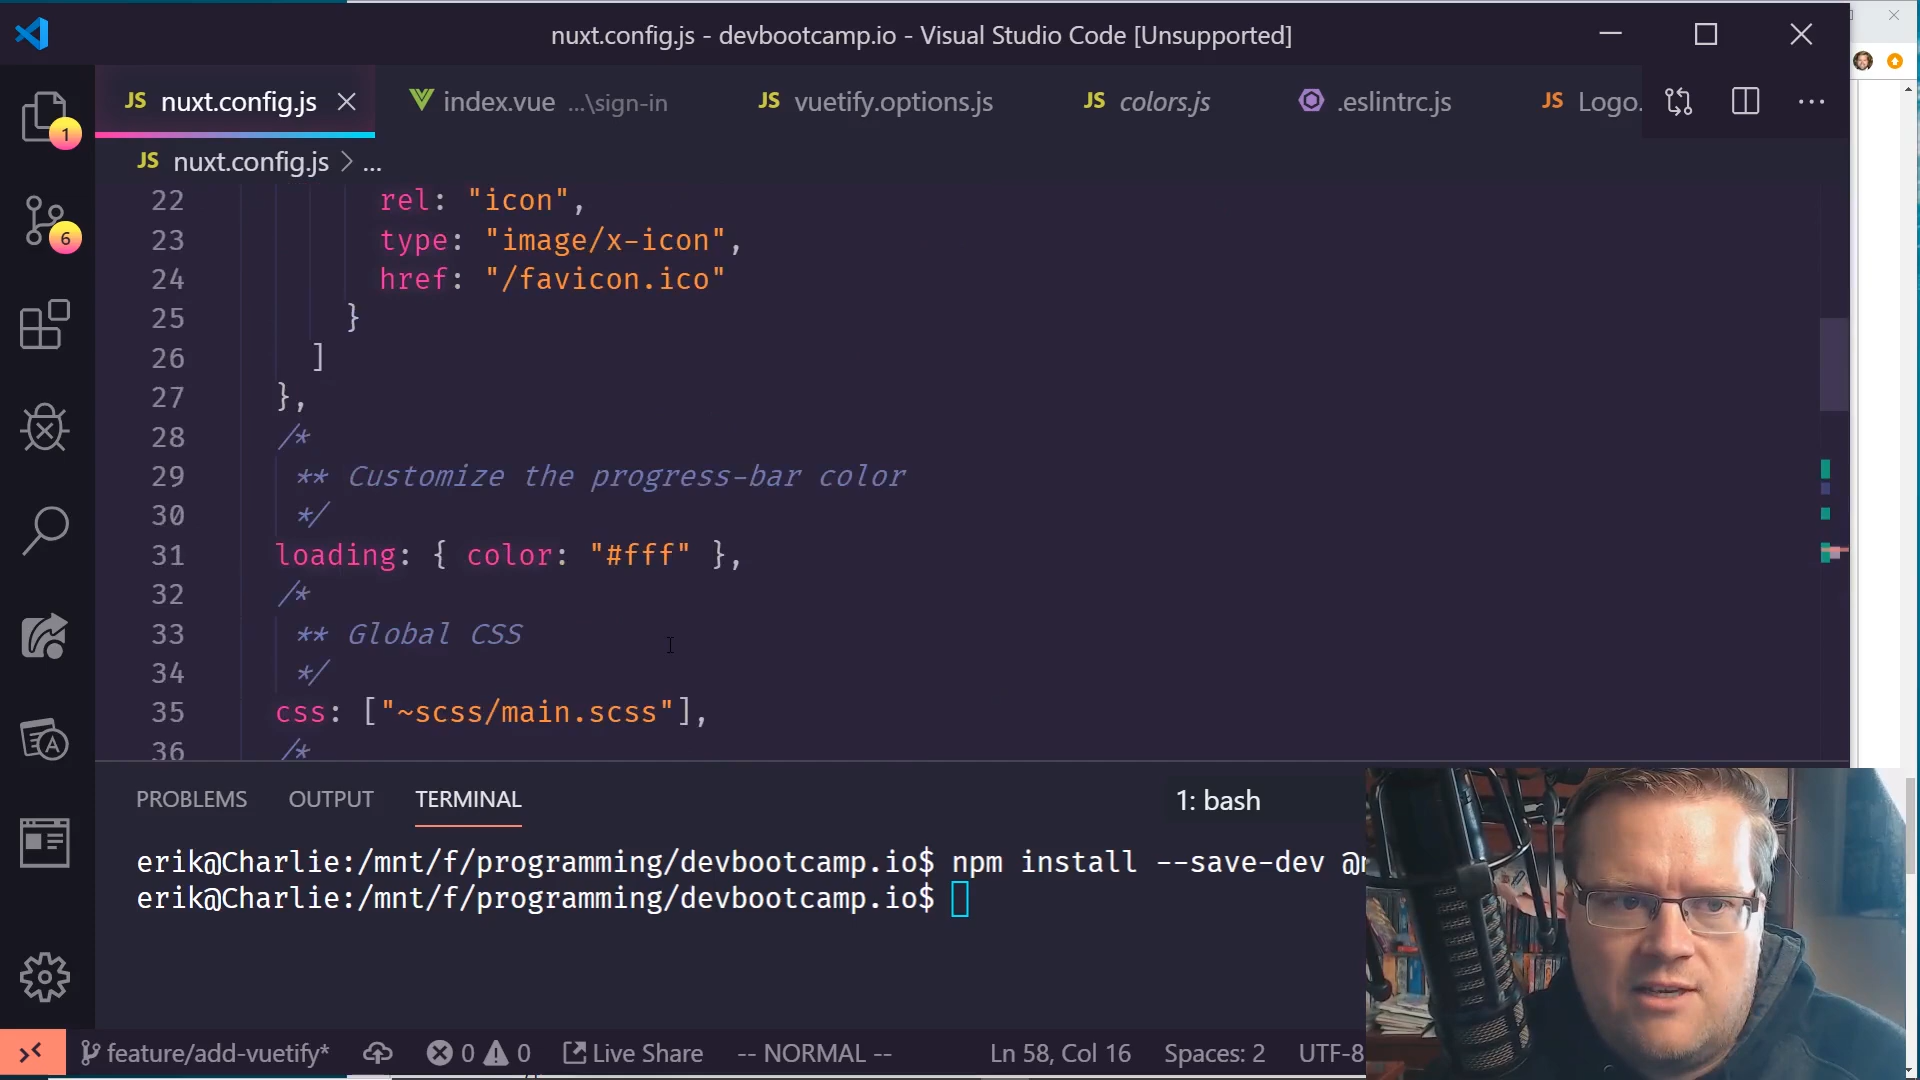 nuxt.config.js - devbootcamp.io - Visual Studio Code [Unsupported]
JS nuxt.config.js
index.vue ...\sign-in
JS vuetify.options.js
JS colors.js
.eslintrc.js
JS Logo.
1
JS nuxt.config.js > ...
22 rel: "icon",
23 type: "image/x-icon",
6
24 href: "/favicon.ico"
25 }
26 ]
27 },
28 /*
29 ** Customize the progress-bar color
30 */
31 loading: { color: "#fff" },
32 /*
33 ** Global CSS
34 */
35 css: ["~scss/main.scss"],
36 /*
PROBLEMS OUTPUT TERMINAL 1: bash
erik@Charlie:/mnt/f/programming/devbootcamp.io$ npm install --save-dev
erik@Charlie:/mnt/f/programming/devbootcamp.io$
feature/add-vuetify* 0 0 Live Share -- NORMAL -- Ln 58, Col 16 Spaces: 2 UTF-8